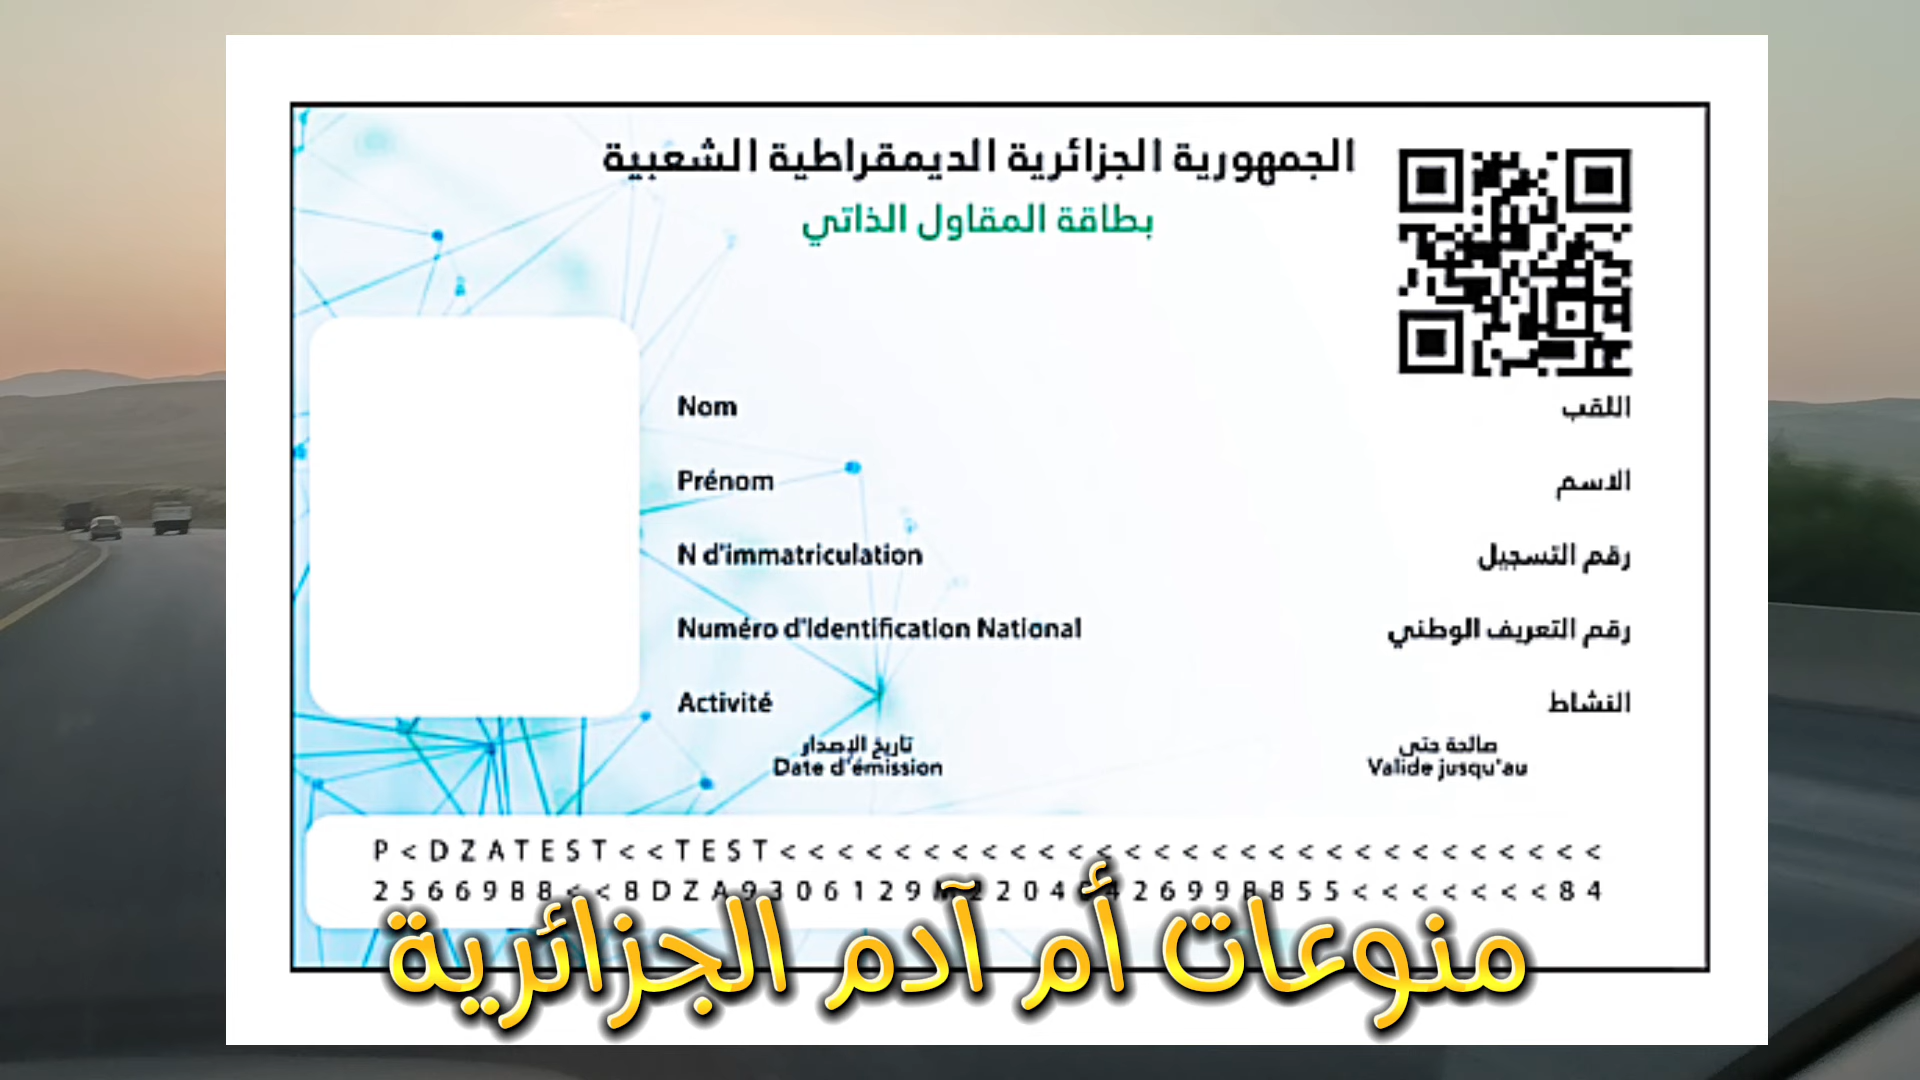 الجمهورية الجزائرية الديمقراطية الشعبية
بطاقة المقاول الذاتي
Nom اللقب
Prénom الاسم
N d'immatriculation رقم التسجيل
Numéro d'Identification National رقم التعريف الوطني
Activité النشاط
تاريخ الإصدار صالحة حتى
Date d'émission Valide jusqu'au
P<DZATEST<<TEST<<<<<<<<<<<<<<<<<<<<<<<<<<<<<
منوعات أم آدم الجزائرية